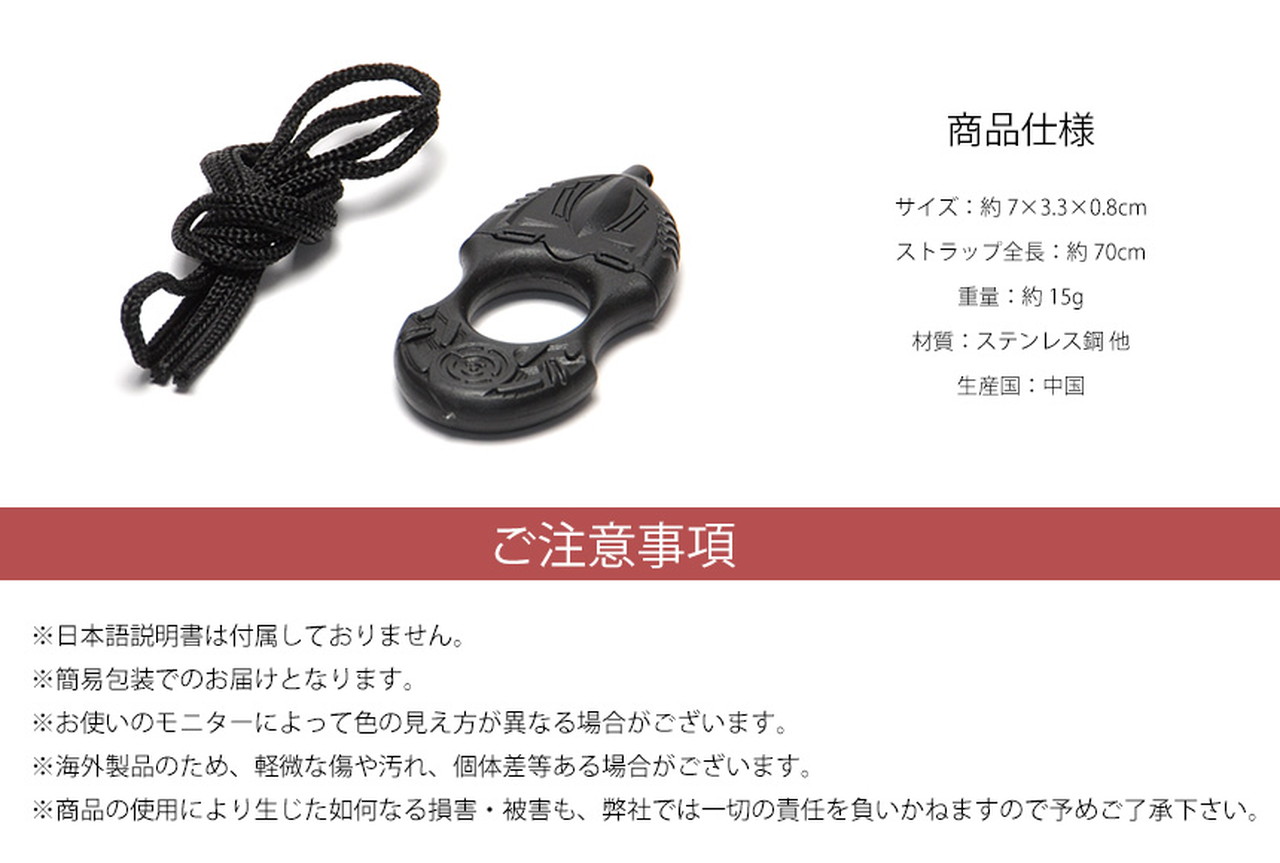 商品仕様
サイズ：約 7×3.3×0.8cm
ストラップ全長：約 70cm
重量：約 15g
材質：ステンレス鋼 他
生産国：中国
ご注意事項
※日本語説明書は付属しておりません。
※簡易包装でのお届けとなります。
※お使いのモニターによって色の見え方が異なる場合がございます。
※海外製品のため、軽微な傷や汚れ、個体差等ある場合がございます。
※商品の使用により生じた如何なる損害・被害も、弊社では一切の責任を負いかねますので予めご了承下さい。